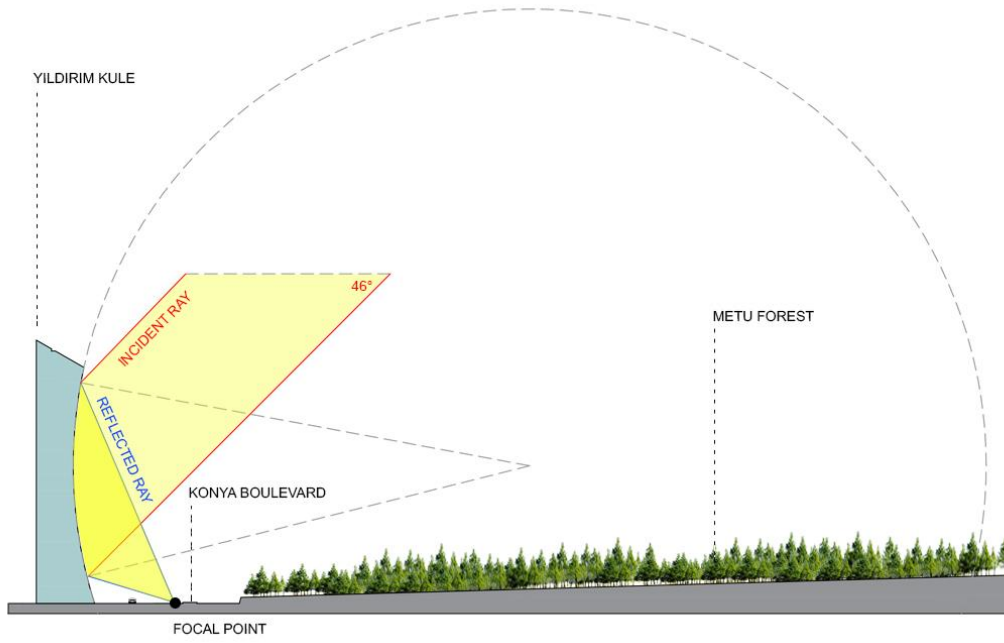 YILDIRIM KULE
46°
INCIDENT RAY
METU FOREST
REFLECTED RAY
KONYA BOULEVARD
FOCAL POINT